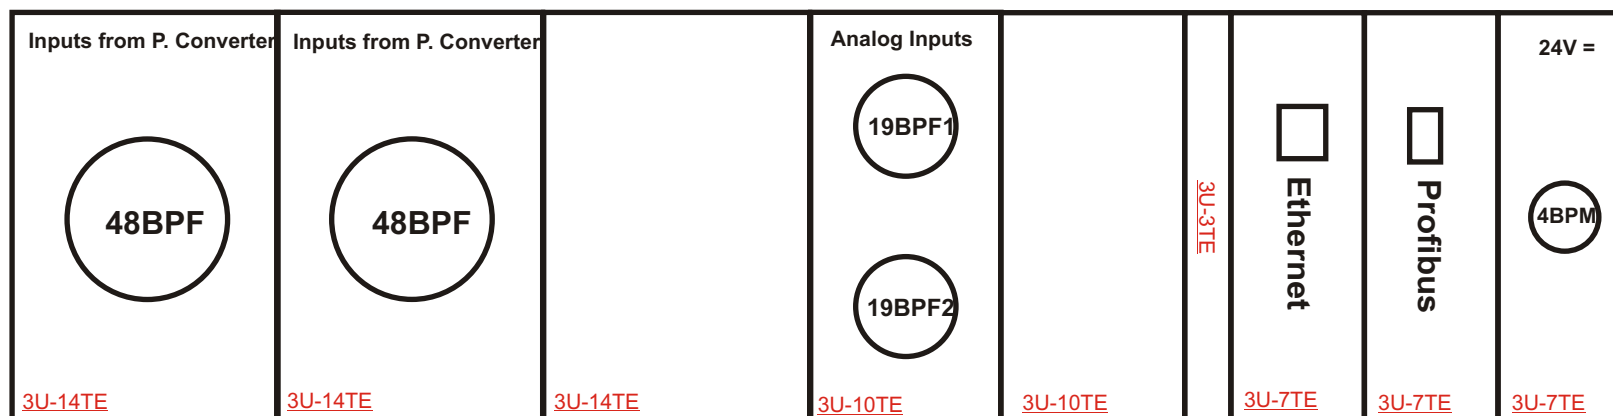 Inputs from P. Converter
48BPF
3U-14TE
Inputs from P. Converter
48BPF
3U-14TE
3U-14TE
Analog Inputs
19BPF1
19BPF2
3U-10TE
3U-10TE
3U-3TE
Ethernet
3U-7TE
Profibus
3U-7TE
24V =
4BPM
3U-7TE